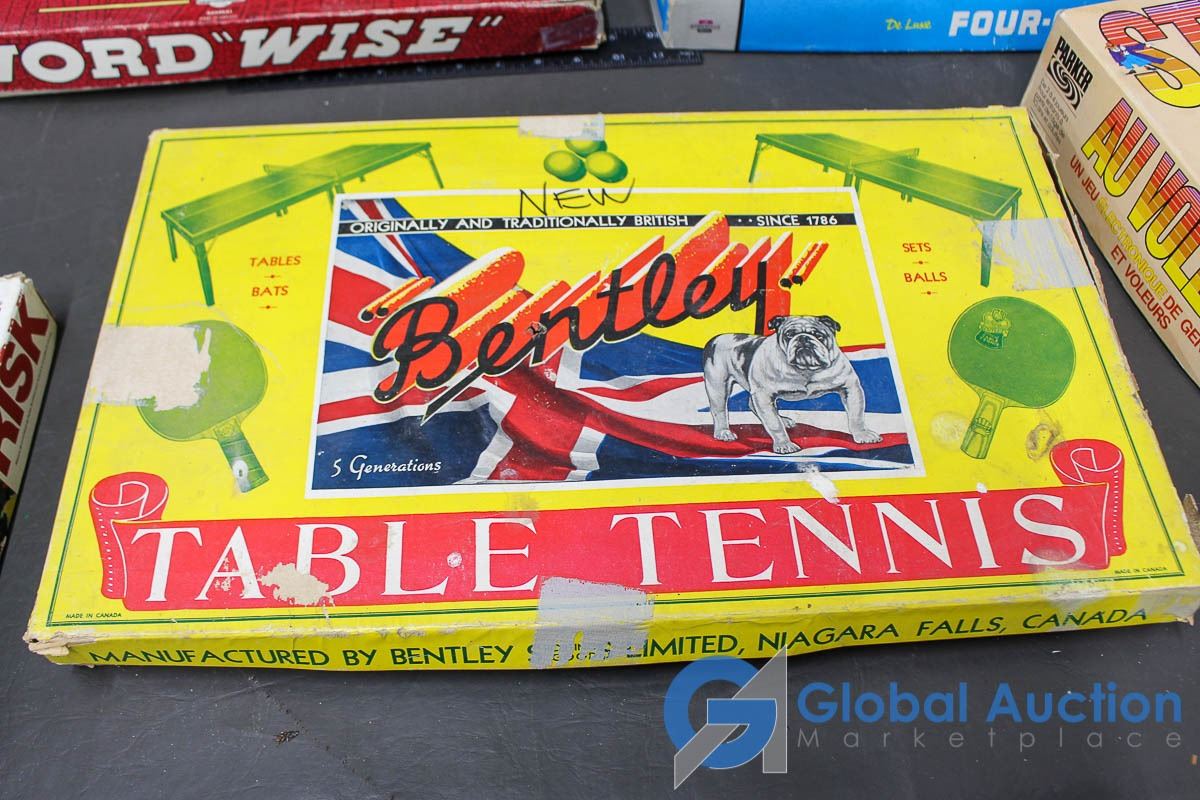 WORD "WISE"
De Luxe FOUR-
PARKER
AU VOL
UN JEU ÉLECTRONIQUE DE
ET VOLEURS
RISK
NEW
ORIGINALLY AND TRADITIONALLY BRITISH ·· SINCE 1786
TABLES
BATS
SETS
BALLS
"Bentley"
5 Generations
TABLE TENNIS
MADE IN CANADA
MADE IN CANADA
MANUFACTURED BY BENTLEY LIMITED, NIAGARA FALLS, CANADA
GA Global Auction
Marketplace